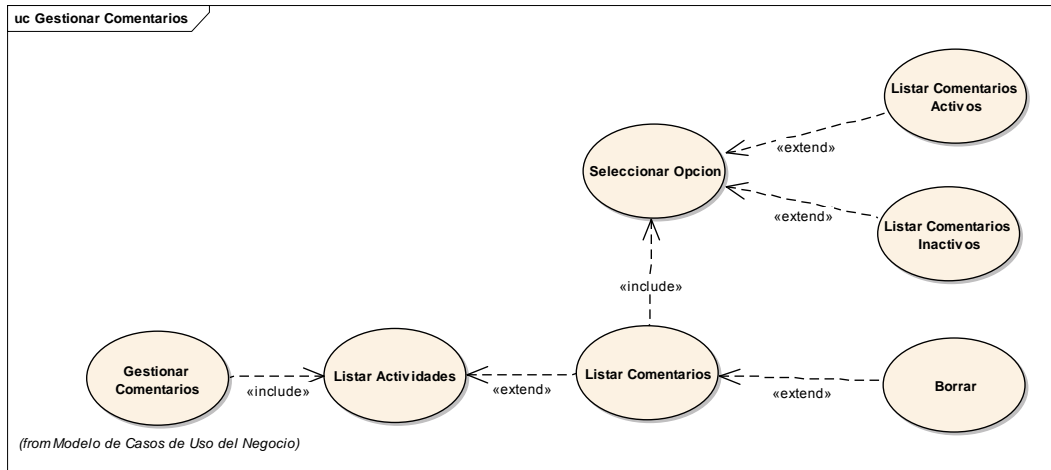 uc Gestionar Comentarios
Listar Comentarios
Activos
«extend»
Seleccionar Opcion
«extend»
Listar Comentarios
Inactivos
«include»
Gestionar
Comentarios
«include»
Listar Actividades
«extend»
Listar Comentarios
«extend»
Borrar
(from Modelo de Casos de Uso del Negocio)